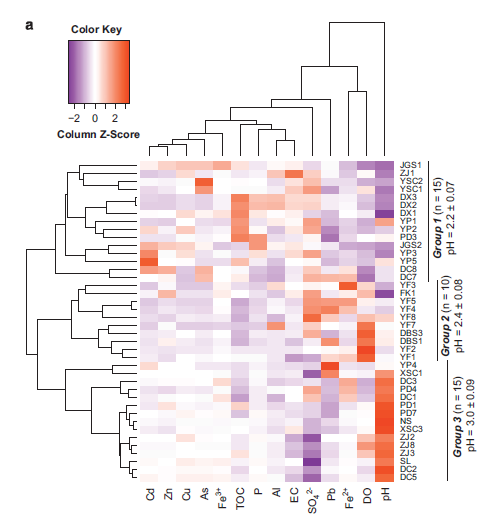 a
Color Key
−2 0 2
Column Z-Score
JGS1
ZJ1
YSC2
YSC1
DX3
DX2
DX1
YP1
YP2
PD3
JGS2
YP3
YP5
DC8
DC7
YF3
FK1
YF5
YF4
YF8
YF7
DBS3
DBS1
YF2
YF1
YP4
XSC1
DC3
PD4
DC1
PD1
PD7
NS
XSC3
ZJ2
ZJ8
ZJ3
SL
DC2
DC5
Group 1 (n = 15)
pH = 2.2 ± 0.07
Group 2 (n = 10)
pH = 2.4 ± 0.08
Group 3 (n = 15)
pH = 3.0 ± 0.09
Cd Zn Cu As Fe³⁺ TOC P Al EC SO₄²⁻ Pb Fe²⁺ DO pH